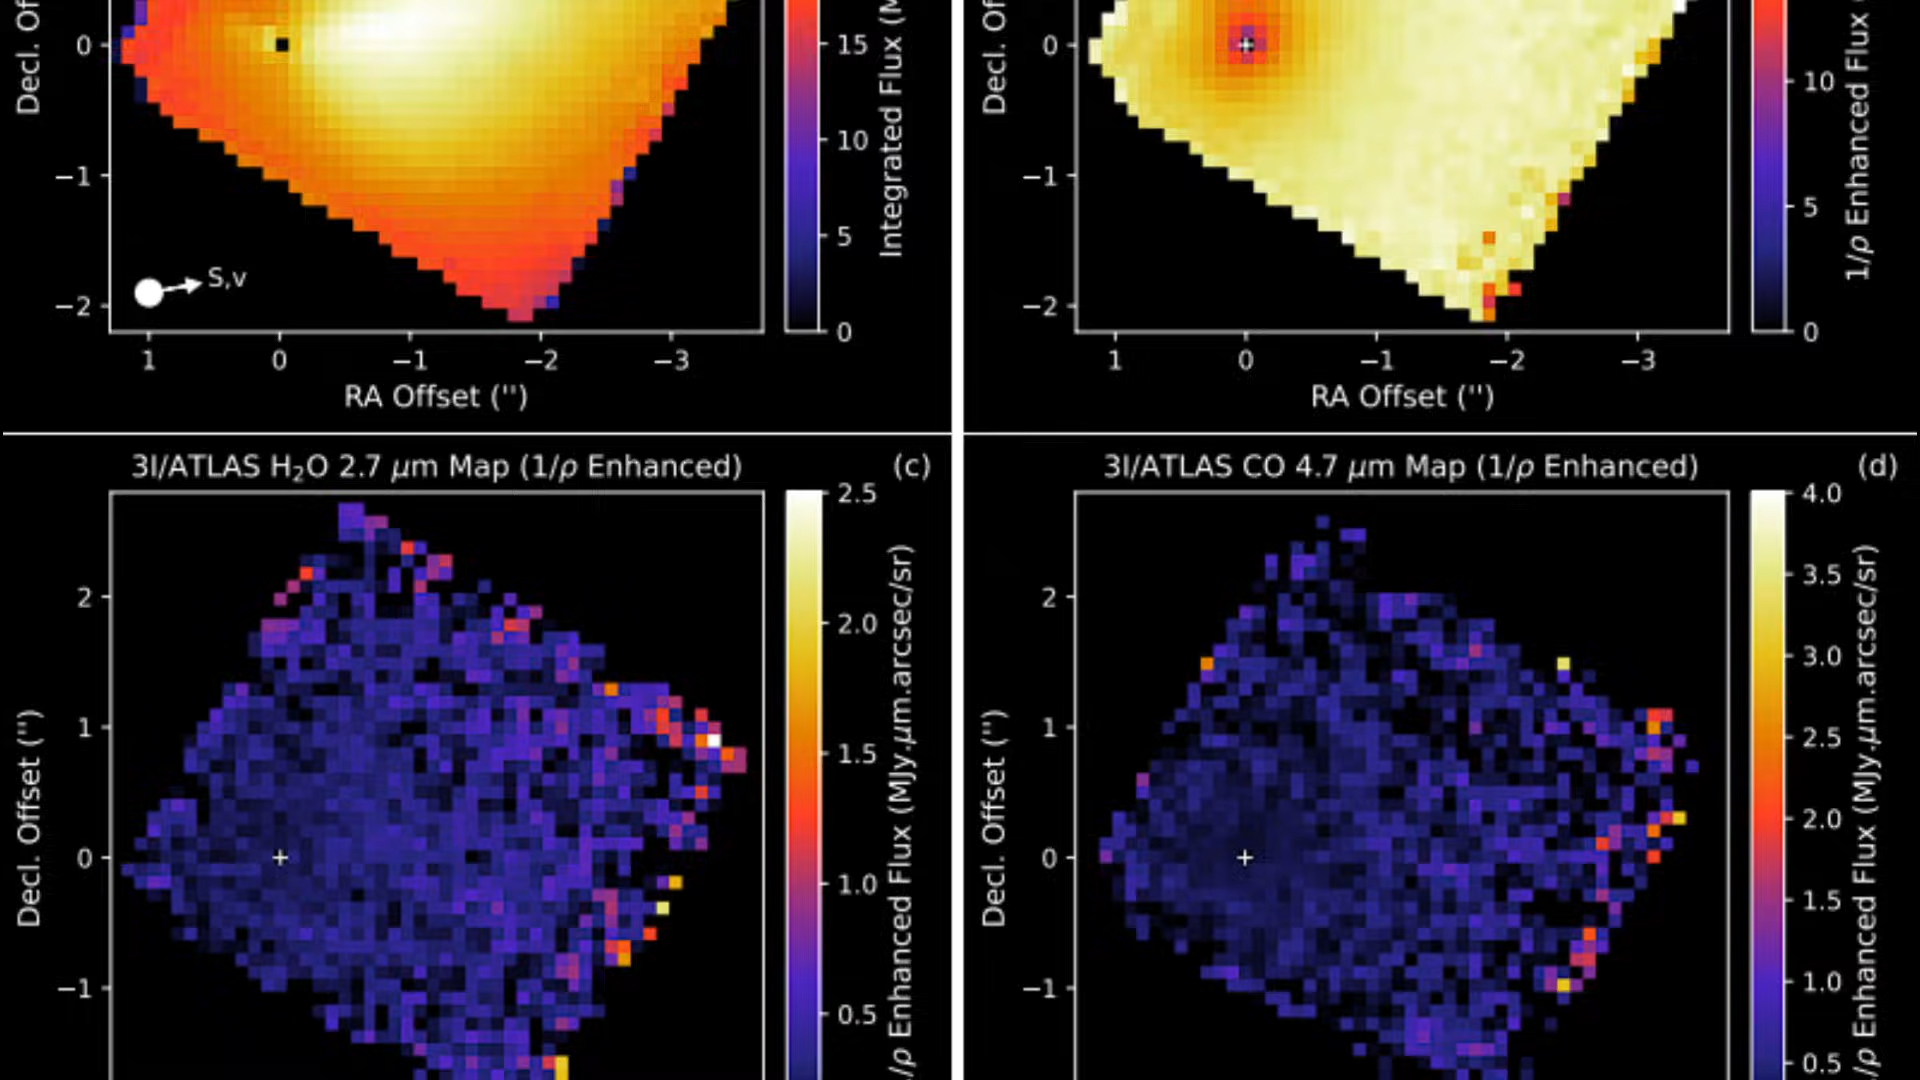 Decl. Of
0
−1
−2
S,v
1
0
−1
−2
−3
RA Offset ('')
15
10
5
0
Integrated Flux (M
Decl. Of
0
−1
−2
1
0
−1
−2
−3
RA Offset ('')
10
5
0
1/ρ Enhanced Flux (
3I/ATLAS H₂O 2.7 μm Map (1/ρ Enhanced)
(c)
Decl. Offset ('')
2
1
0
−1
2.5
2.0
1.5
1.0
0.5
/ρ Enhanced Flux (MJy.μm.arcsec/sr)
3I/ATLAS CO 4.7 μm Map (1/ρ Enhanced)
(d)
Decl. Offset ('')
2
1
0
−1
4.0
3.5
3.0
2.5
2.0
1.5
1.0
0.5
/ρ Enhanced Flux (MJy.μm.arcsec/sr)